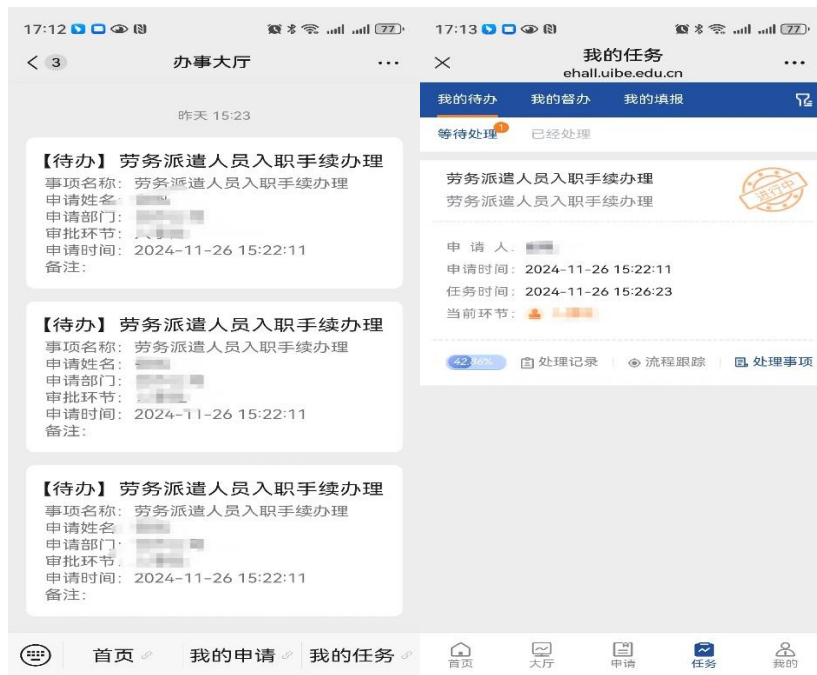 17:12
77
3
办事大厅
昨天 15:23
【待办】劳务派遣人员入职手续办理
事项名称: 劳务派遣人员入职手续办理
申请姓名:
申请部门:
审批环节:
申请时间: 2024-11-26 15:22:11
备注:
【待办】劳务派遣人员入职手续办理
事项名称: 劳务派遣人员入职手续办理
申请姓名:
申请部门:
审批环节:
申请时间: 2024-11-26 15:22:11
备注:
【待办】劳务派遣人员入职手续办理
事项名称: 劳务派遣人员入职手续办理
申请姓名
申请部门:
审批环节.
申请时间: 2024-11-26 15:22:11
备注:
首页 我的申请 我的任务
17:13
77
我的任务
ehall.uibe.edu.cn
我的待办 我的督办 我的填报
等待处理 1 已经处理
劳务派遣人员入职手续办理
劳务派遣人员入职手续办理
进行中
申 请 人.
申请时间: 2024-11-26 15:22:11
任务时间: 2024-11-26 15:26:23
当前环节:
42.86% 处理记录 流程跟踪 处理事项
首页 大厅 申请 任务 我的